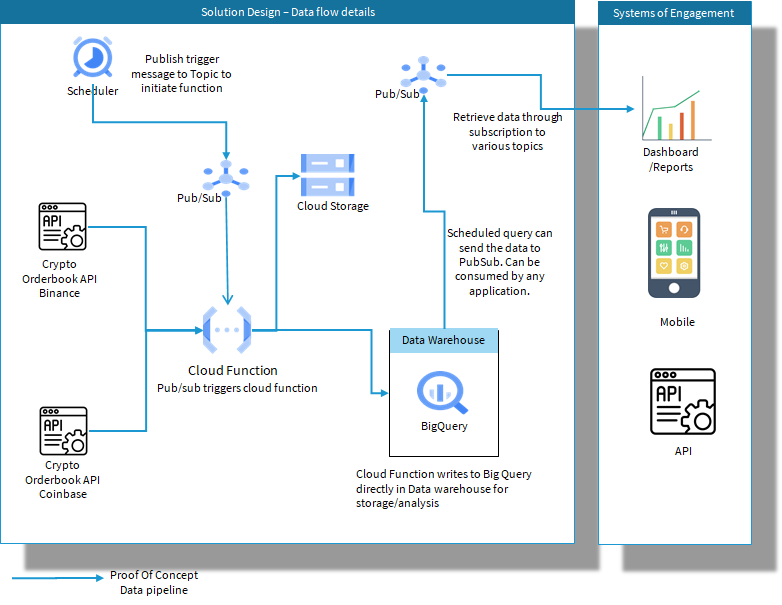 Solution Design – Data flow details
Systems of Engagement
Scheduler
Publish trigger
message to Topic to
initiate function
Pub/Sub
Retrieve data through
subscription to
various topics
Dashboard
/Reports
Pub/Sub
Cloud Storage
API
Crypto
Orderbook API
Binance
Scheduled query can
send the data to
PubSub. Can be
consumed by any
application.
Mobile
Cloud Function
Pub/sub triggers cloud function
Data Warehouse
BigQuery
API
API
API
Crypto
Orderbook API
Coinbase
Cloud Function writes to Big Query
directly in Data warehouse for
storage/analysis
Proof Of Concept
Data pipeline